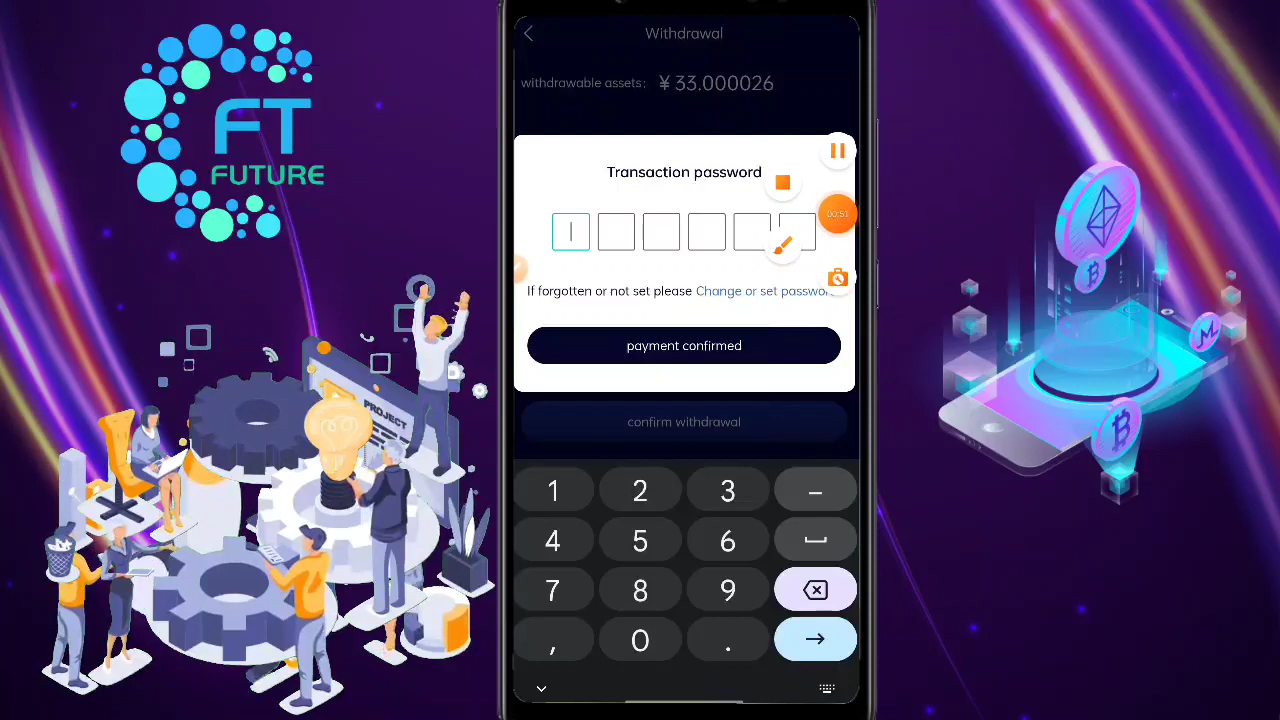 FT
FUTURE
PROJECT
Withdrawal
withdrawable assets: ¥ 33.000026
Transaction password
00:51
If forgotten or not set please Change or set passwor
payment confirmed
confirm withdrawal
1 2 3 –
4 5 6
7 8 9
, 0 .